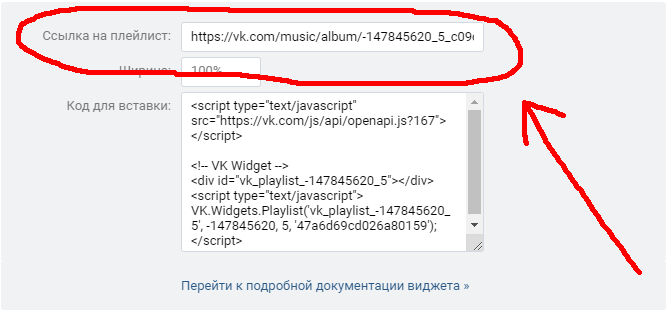 Ссылка на плейлист: https://vk.com/music/album/-147845620_5_c09
Ширина: 100%
Код для вставки:
<script type="text/javascript"
src="https://vk.com/js/api/openapi.js?167">
</script>
<!-- VK Widget -->
<div id="vk_playlist_-147845620_5"></div>
<script type="text/javascript">
VK.Widgets.Playlist('vk_playlist_-147845620_
5', -147845620, 5, '47a6d69cd026a80159');
</script>
Перейти к подробной документации виджета »